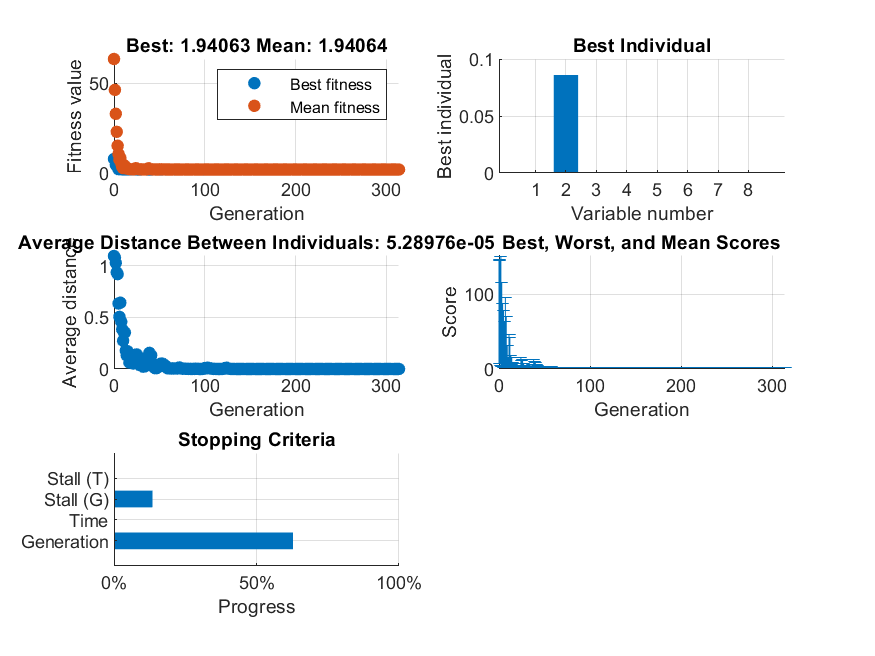 Best: 1.94063 Mean: 1.94064
Fitness value
50
0
Best fitness
Mean fitness
0 100 200 300
Generation
Best Individual
Best individual
0.1
0.05
0
1 2 3 4 5 6 7 8
Variable number
Average Distance Between Individuals: 5.28976e-05
Average distance
1
0.5
0
0 100 200 300
Generation
Best, Worst, and Mean Scores
Score
100
0
0 100 200 300
Generation
Stopping Criteria
Stall (T)
Stall (G)
Time
Generation
0% 50% 100%
Progress